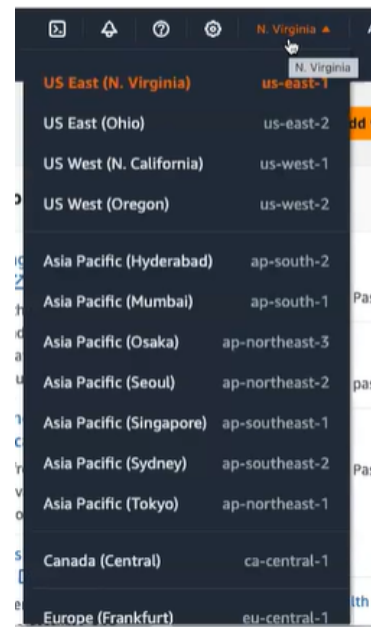 N. Virginia ▲
N. Virginia
US East (N. Virginia) us-east-1
dd
US East (Ohio) us-east-2
US West (N. California) us-west-1
US West (Oregon) us-west-2
Asia Pacific (Hyderabad) ap-south-2
Asia Pacific (Mumbai) ap-south-1
Asia Pacific (Osaka) ap-northeast-3
Asia Pacific (Seoul) ap-northeast-2
Asia Pacific (Singapore) ap-southeast-1
Asia Pacific (Sydney) ap-southeast-2
Asia Pacific (Tokyo) ap-northeast-1
Canada (Central) ca-central-1
lth
Europe (Frankfurt) eu-central-1